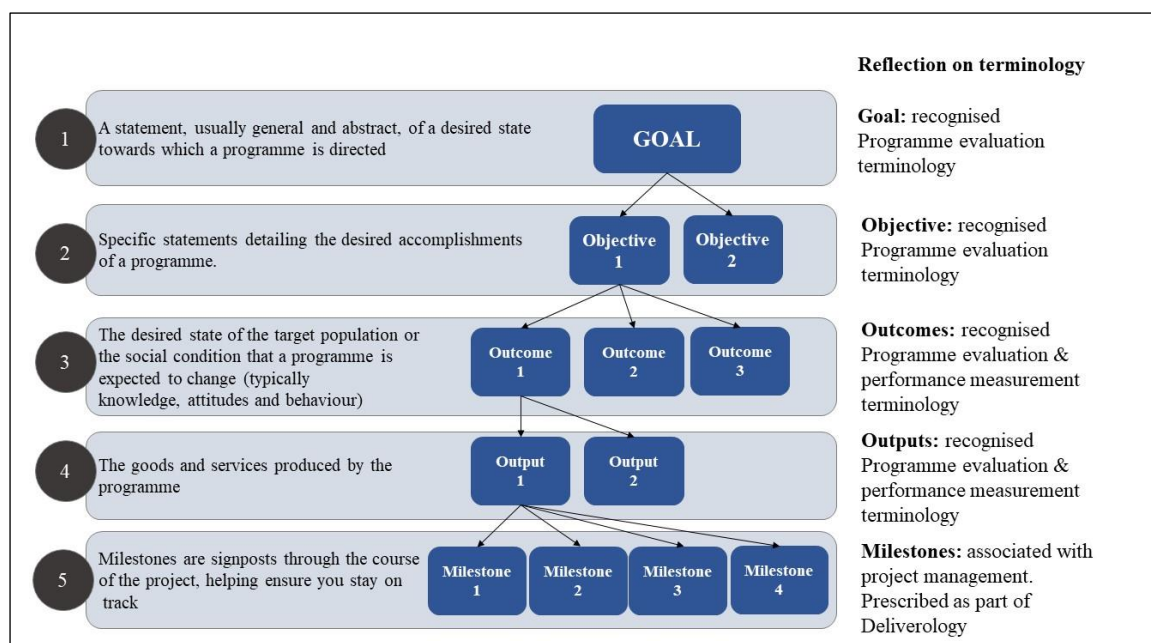 Reflection on terminology
1
A statement, usually general and abstract, of a desired state
towards which a programme is directed
GOAL
Goal: recognised
Programme evaluation
terminology
2
Specific statements detailing the desired accomplishments
of a programme.
Objective
1
Objective
2
Objective: recognised
Programme evaluation
terminology
3
The desired state of the target population or
the social condition that a programme is
expected to change (typically
knowledge, attitudes and behaviour)
Outcome
1
Outcome
2
Outcome
3
Outcomes: recognised
Programme evaluation &
performance measurement
terminology
4
The goods and services produced by the
programme
Output
1
Output
2
Outputs: recognised
Programme evaluation &
performance measurement
terminology
5
Milestones are signposts through the course
of the project, helping ensure you stay on
track
Milestone
1
Milestone
2
Milestone
3
Milestone
4
Milestones: associated with
project management.
Prescribed as part of
Deliverology